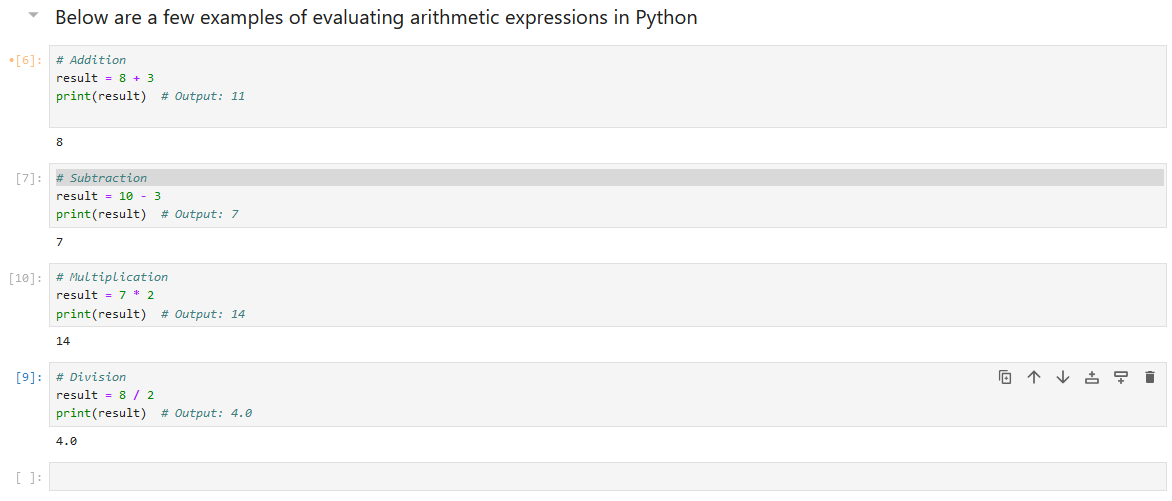 Below are a few examples of evaluating arithmetic expressions in Python
•[6]: # Addition
result = 8 + 3
print(result)  # Output: 11
8
[7]: # Subtraction
result = 10 - 3
print(result)  # Output: 7
7
[10]: # Multiplication
result = 7 * 2
print(result)  # Output: 14
14
[9]: # Division
result = 8 / 2
print(result)  # Output: 4.0
4.0
[ ]: